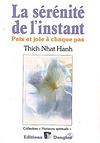 La sérénité
de l'instant
Paix et joie à chaque pas
Thich Nhat Hanh
Éditions Dangles